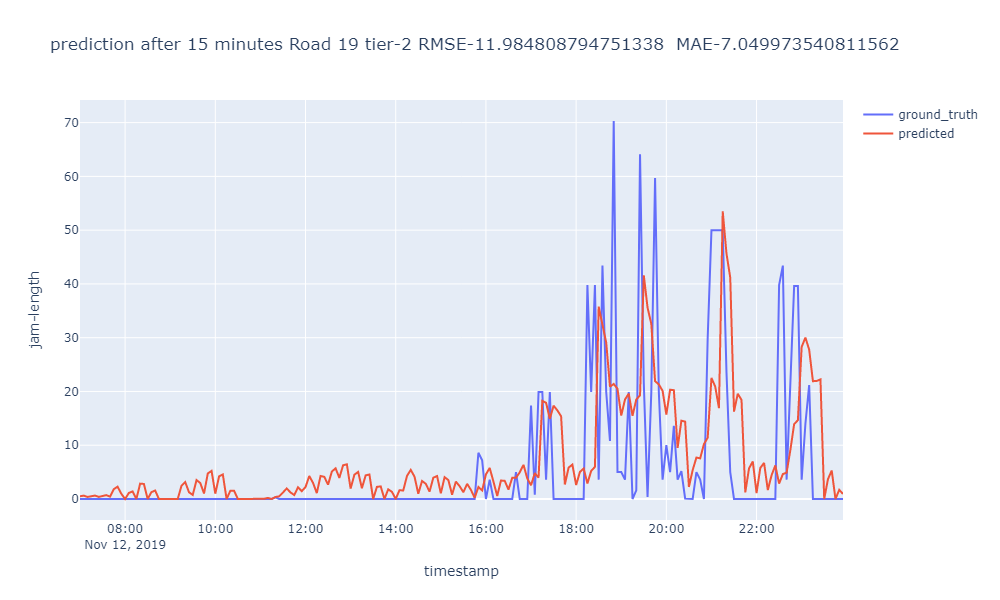 prediction after 15 minutes Road 19 tier-2 RMSE-11.984808794751338  MAE-7.049973540811562
ground_truth
predicted
jam-length
70
60
50
40
30
20
10
0
08:00 10:00 12:00 14:00 16:00 18:00 20:00 22:00
Nov 12, 2019
timestamp